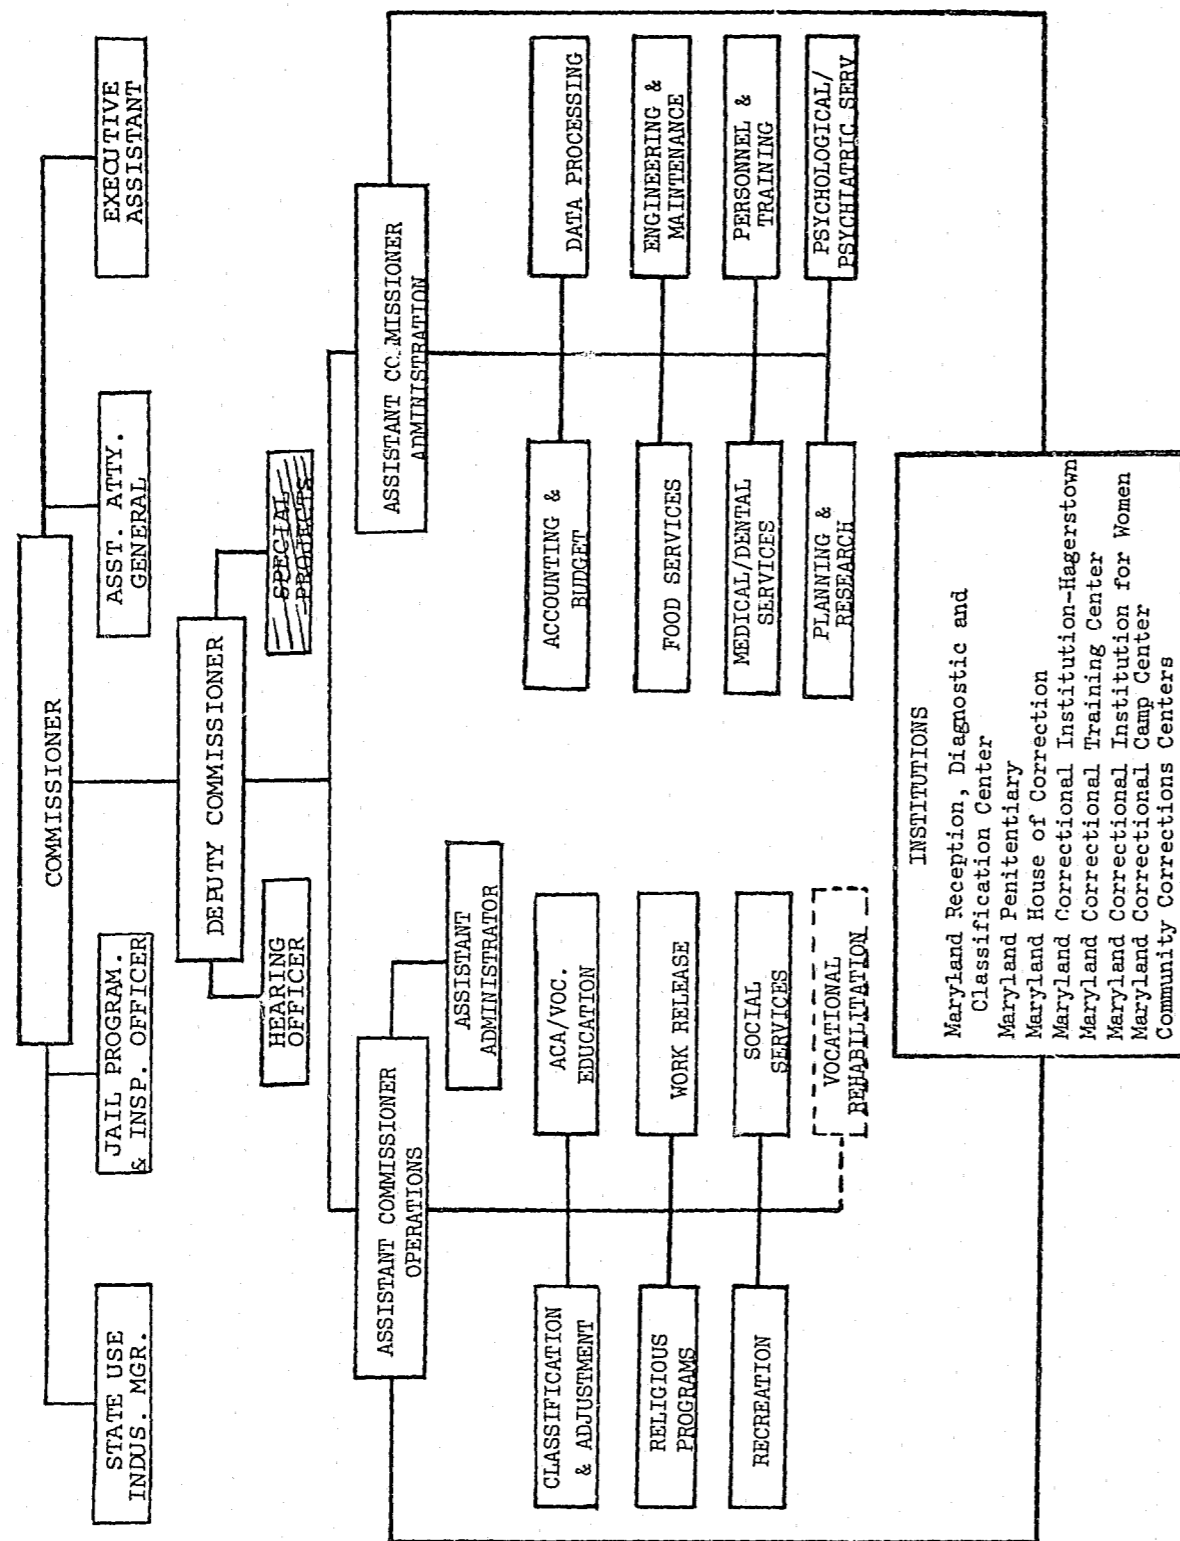 COMMISSIONER
STATE USE
INDUS. MGR.
JAIL PROGRAM.
& INSP. OFFICER
ASST. ATTY.
GENERAL
EXECUTIVE
ASSISTANT
DEPUTY COMMISSIONER
HEARING
OFFICER
SPECIAL
PROJECTS
ASSISTANT COMMISSIONER
OPERATIONS
ASSISTANT COMMISSIONER
ADMINISTRATION
ASSISTANT
ADMINISTRATOR
CLASSIFICATION
& ADJUSTMENT
ACA/VOC.
EDUCATION
ACCOUNTING &
BUDGET
DATA PROCESSING
RELIGIOUS
PROGRAMS
WORK RELEASE
FOOD SERVICES
ENGINEERING &
MAINTENANCE
RECREATION
SOCIAL
SERVICES
MEDICAL/DENTAL
SERVICES
PERSONNEL &
TRAINING
VOCATIONAL
REHABILITATION
PLANNING &
RESEARCH
PSYCHOLOGICAL/
PSYCHIATRIC SERV
INSTITUTIONS
Maryland Reception, Diagnostic and
Classification Center
Maryland Penitentiary
Maryland House of Correction
Maryland Correctional Institution-Hagerstown
Maryland Correctional Training Center
Maryland Correctional Institution for Women
Maryland Correctional Camp Center
Community Corrections Centers